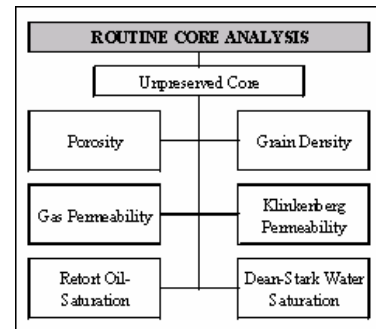 ROUTINE CORE ANALYSIS
Unpreserved Core
Porosity
Grain Density
Gas Permeability
Klinkenberg
Permeability
Retort Oil-
Saturation
Dean-Stark Water
Saturation